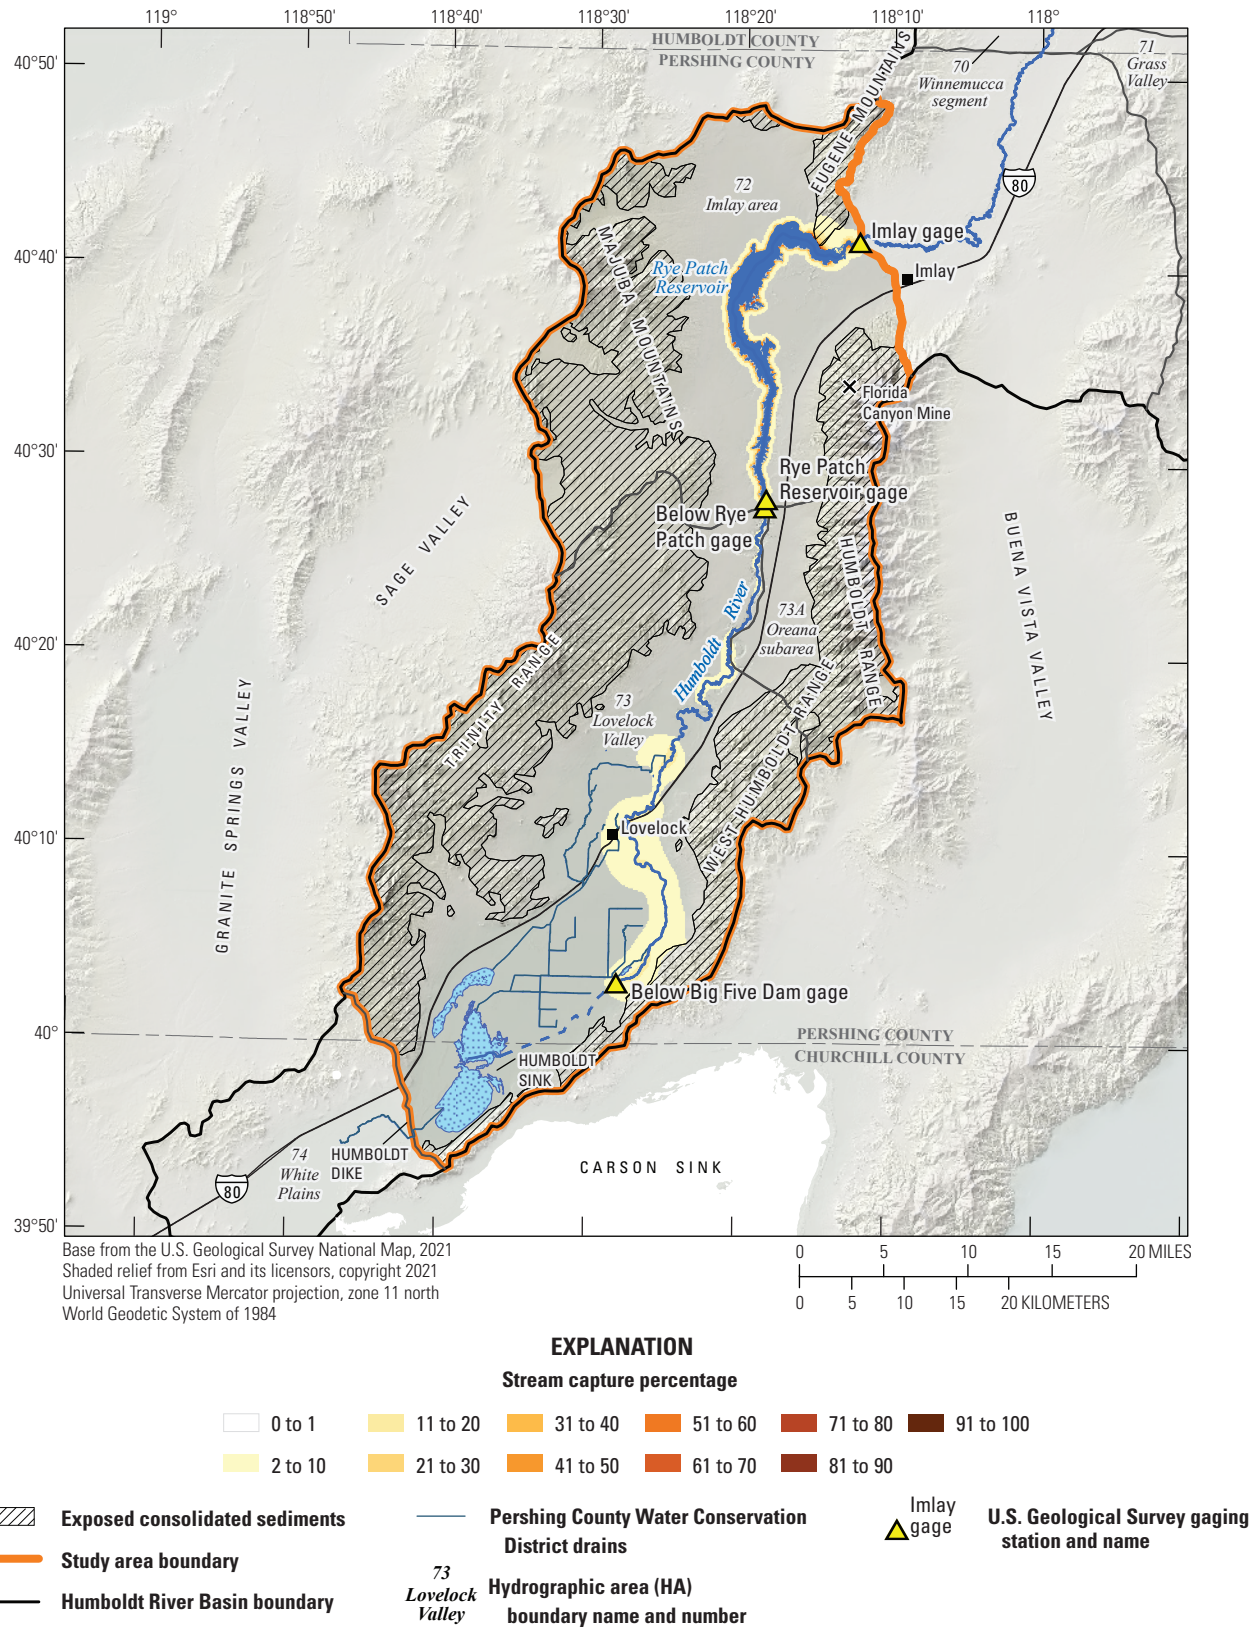 119°
118°50'
118°40'
118°30'
118°20'
118°10'
118°
40°50'
40°40'
40°30'
40°20'
40°10'
40°
39°50'
HUMBOLDT COUNTY
PERSHING COUNTY
70
Winnemucca
segment
71
Grass
Valley
EUGENE MOUNTAINS
80
72
Imlay area
Imlay gage
Imlay
Rye Patch
Reservoir
MAJUBA MOUNTAINS
Florida
Canyon Mine
Rye Patch
Reservoir gage
Below Rye
Patch gage
SAGE VALLEY
BUENA VISTA VALLEY
HUMBOLDT RANGE
Humboldt River
73A
Oreana
subarea
TRINITY RANGE
73
Lovelock
Valley
GRANITE SPRINGS VALLEY
WEST HUMBOLDT RANGE
Lovelock
Below Big Five Dam gage
PERSHING COUNTY
CHURCHILL COUNTY
HUMBOLDT
SINK
HUMBOLDT
DIKE
74
White
Plains
80
CARSON SINK
Base from the U.S. Geological Survey National Map, 2021
Shaded relief from Esri and its licensors, copyright 2021
Universal Transverse Mercator projection, zone 11 north
World Geodetic System of 1984
0 5 10 15 20 MILES
0 5 10 15 20 KILOMETERS
EXPLANATION
Stream capture percentage
0 to 1
11 to 20
31 to 40
51 to 60
71 to 80
91 to 100
2 to 10
21 to 30
41 to 50
61 to 70
81 to 90
Exposed consolidated sediments
Study area boundary
Humboldt River Basin boundary
Pershing County Water Conservation
District drains
73
Lovelock
Valley
Hydrographic area (HA)
boundary name and number
Imlay
gage
U.S. Geological Survey gaging
station and name